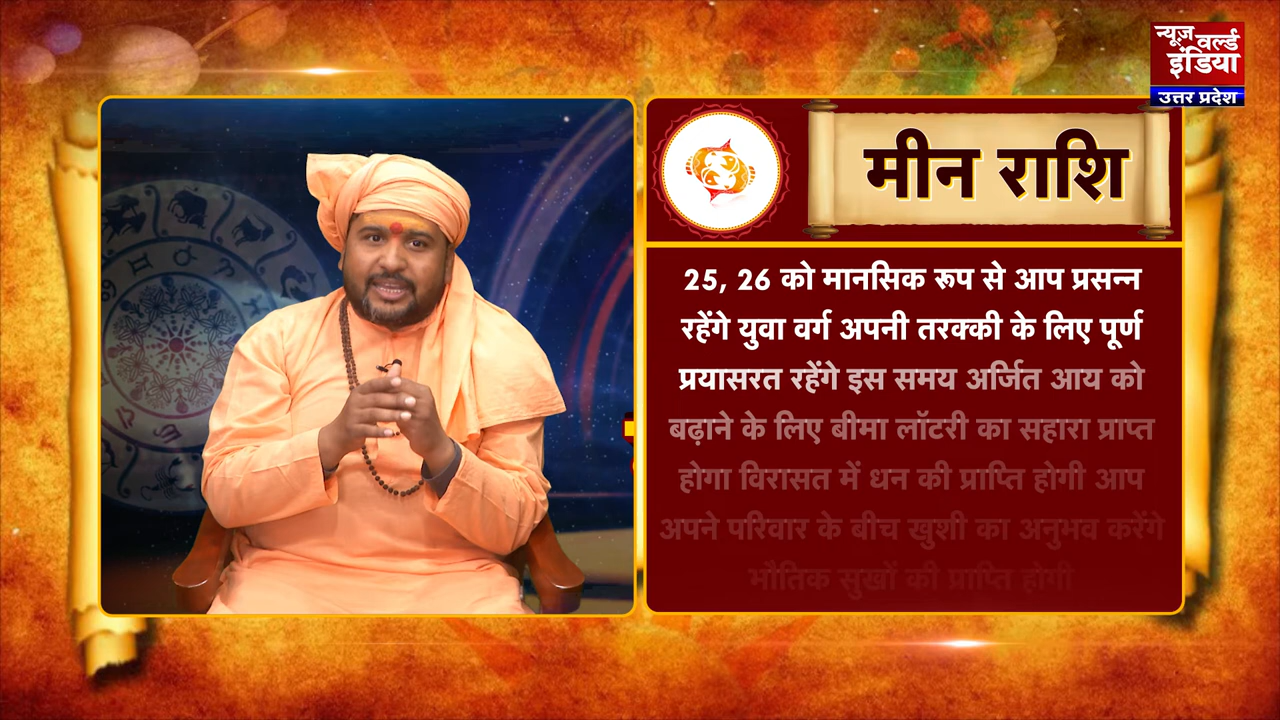 न्यूज़
वर्ल्ड
इंडिया
उत्तर प्रदेश
मीन राशि
25, 26 को मानसिक रूप से आप प्रसन्न
रहेंगे युवा वर्ग अपनी तरक्की के लिए पूर्ण
प्रयासरत रहेंगे इस समय अर्जित आय को
बढ़ाने के लिए बीमा लॉटरी का सहारा प्राप्त
होगा विरासत में धन की प्राप्ति होगी आप
अपने परिवार के बीच खुशी का अनुभव करेंगे
भौतिक सुखों की प्राप्ति होगी